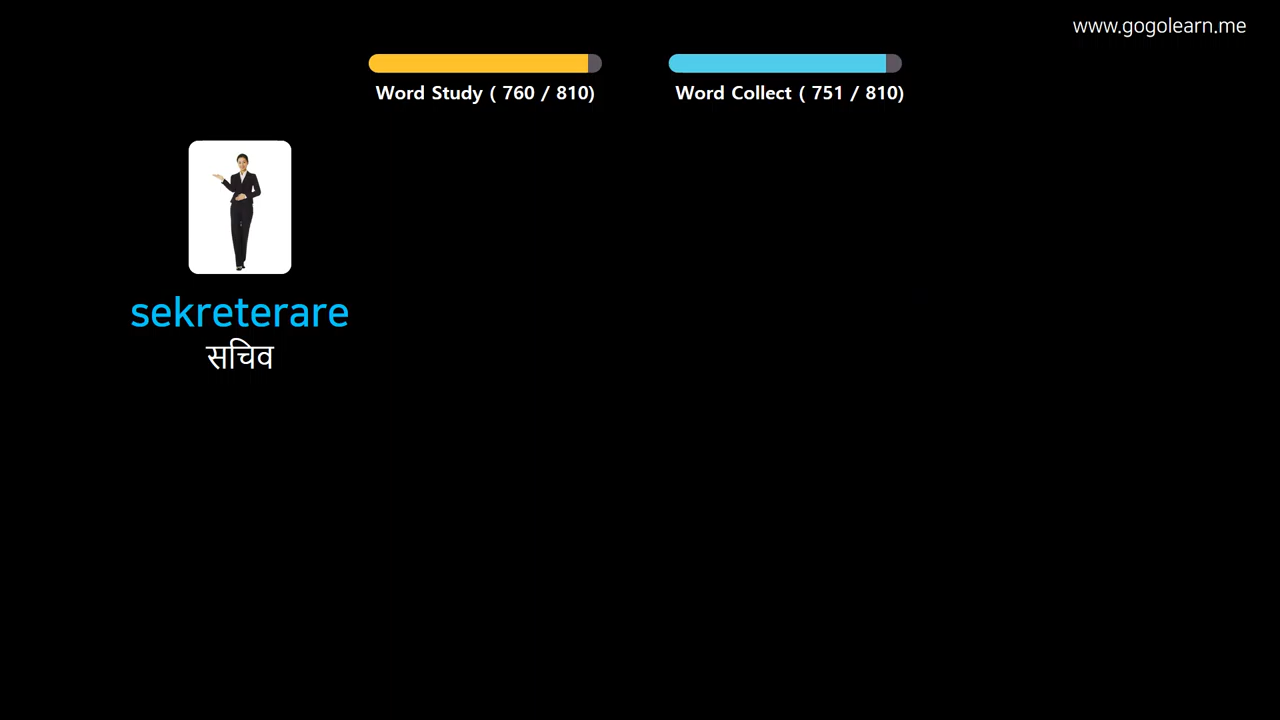 www.gogolearn.me
Word Study ( 760 / 810)
Word Collect ( 751 / 810)
sekreterare
सचिव